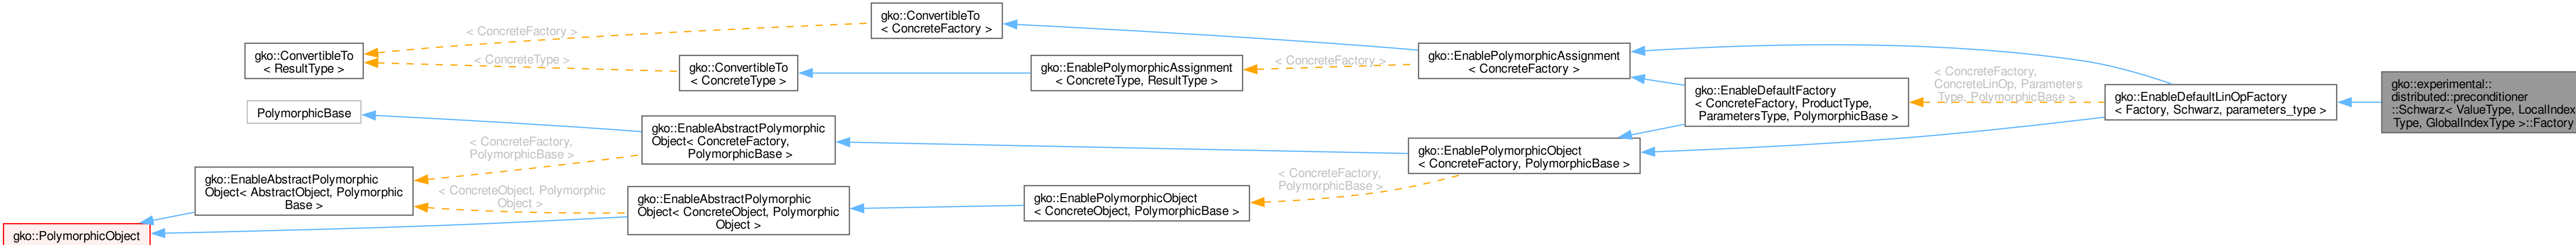 gko::ConvertibleTo
< ResultType >
PolymorphicBase
gko::EnableAbstractPolymorphic
Object< AbstractObject, Polymorphic
Base >
gko::PolymorphicObject
< ConcreteFactory >
< ConcreteType >
< ConcreteFactory,
PolymorphicBase >
< ConcreteObject, Polymorphic
Object >
gko::ConvertibleTo
< ConcreteFactory >
gko::ConvertibleTo
< ConcreteType >
gko::EnableAbstractPolymorphic
Object< ConcreteFactory,
PolymorphicBase >
gko::EnableAbstractPolymorphic
Object< ConcreteObject, Polymorphic
Object >
gko::EnablePolymorphicAssignment
< ConcreteType, ResultType >
gko::EnablePolymorphicObject
< ConcreteObject, PolymorphicBase >
< ConcreteFactory >
< ConcreteFactory,
PolymorphicBase >
gko::EnablePolymorphicAssignment
< ConcreteFactory >
gko::EnablePolymorphicObject
< ConcreteFactory, PolymorphicBase >
gko::EnableDefaultFactory
< ConcreteFactory, ProductType,
ParametersType, PolymorphicBase >
< ConcreteFactory,
ConcreteLinOp, Parameters
Type, PolymorphicBase >
gko::EnableDefaultLinOpFactory
< Factory, Schwarz, parameters_type >
gko::experimental::
distributed::preconditioner
::Schwarz< ValueType, LocalIndex
Type, GlobalIndexType >::Factory